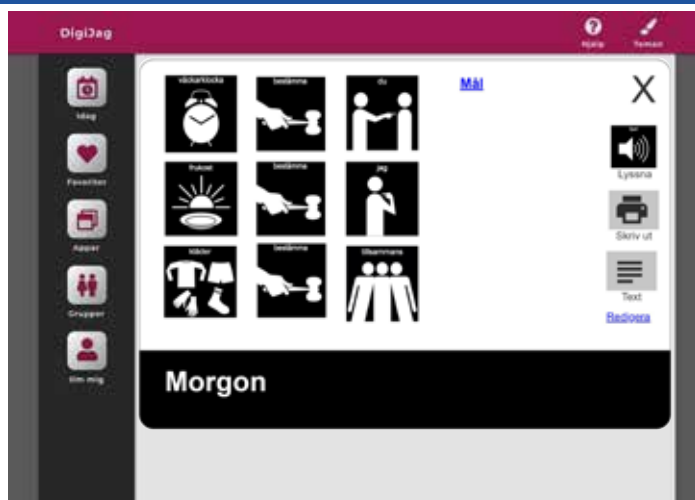 DigiJag
Hjälp
Teman
Idag
Favoriter
Appar
Grupper
Om mig
väckarklocka
bestämma
du
Mål
X
frukost
bestämma
jag
Lyssna
kläder
bestämma
tillsammans
Skriv ut
Text
Redigera
Morgon